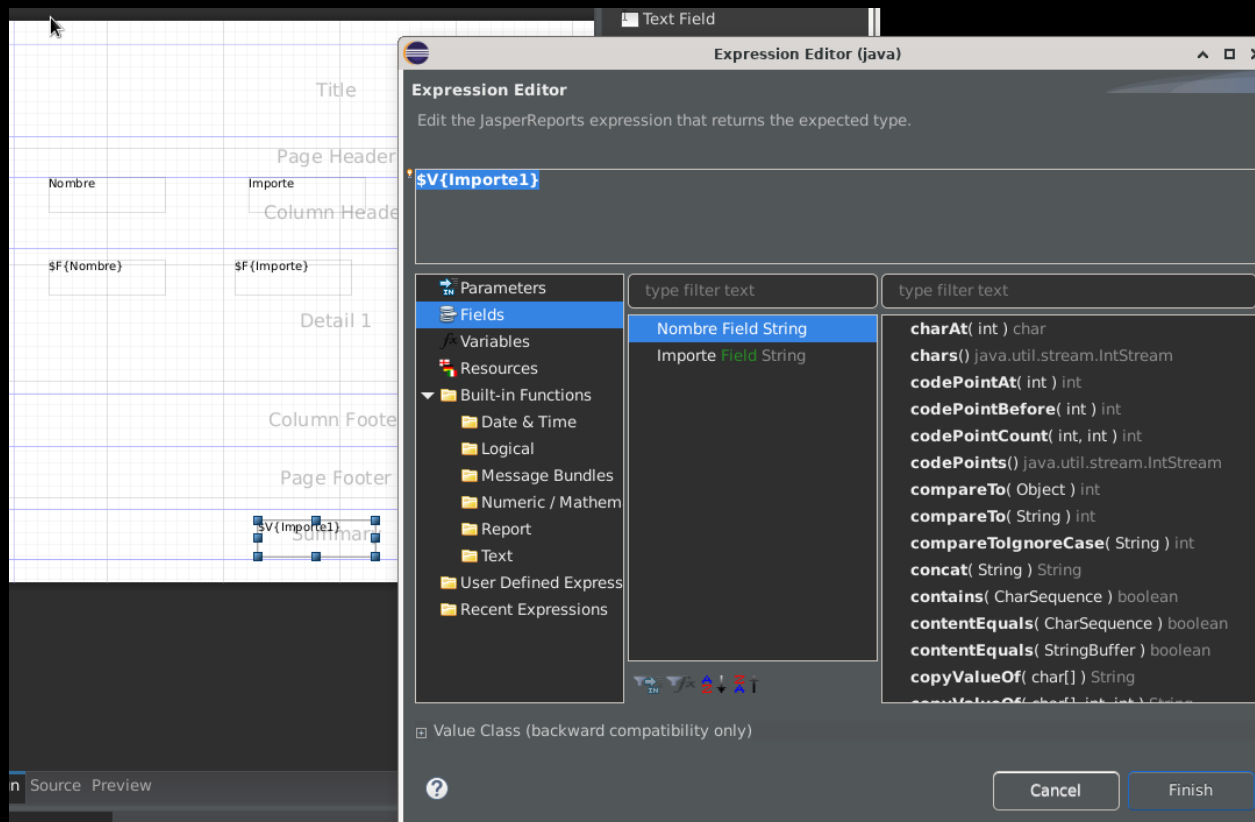 Text Field
Expression Editor (java)
Expression Editor
Edit the JasperReports expression that returns the expected type.
$V{Importe1}
Title
Page Header
Nombre
Importe
Column Heade
$F{Nombre}
$F{Importe}
Detail 1
Column Foote
Page Footer
$V{Importe1}
Summary
Parameters
Fields
Variables
Resources
Built-in Functions
Date & Time
Logical
Message Bundles
Numeric / Mathem
Report
Text
User Defined Express
Recent Expressions
type filter text
Nombre Field String
Importe Field String
type filter text
charAt( int ) char
chars() java.util.stream.IntStream
codePointAt( int ) int
codePointBefore( int ) int
codePointCount( int, int ) int
codePoints() java.util.stream.IntStream
compareTo( Object ) int
compareTo( String ) int
compareToIgnoreCase( String ) int
concat( String ) String
contains( CharSequence ) boolean
contentEquals( CharSequence ) boolean
contentEquals( StringBuffer ) boolean
copyValueOf( char[] ) String
copyValueOf( char[], int, int ) String
Value Class (backward compatibility only)
n Source Preview
Cancel
Finish